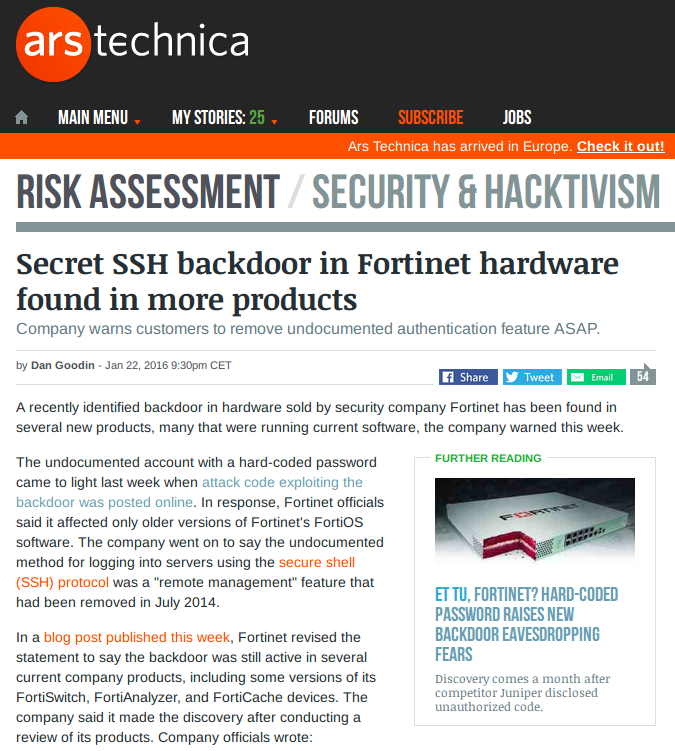 ars technica
MAIN MENU
MY STORIES: 25
FORUMS
SUBSCRIBE
JOBS
Ars Technica has arrived in Europe. Check it out!
RISK ASSESSMENT / SECURITY & HACKTIVISM
Secret SSH backdoor in Fortinet hardware
found in more products
Company warns customers to remove undocumented authentication feature ASAP.
by Dan Goodin - Jan 22, 2016 9:30pm CET
Share
Tweet
Email
54
A recently identified backdoor in hardware sold by security company Fortinet has been found in
several new products, many that were running current software, the company warned this week.
The undocumented account with a hard-coded password
came to light last week when attack code exploiting the
backdoor was posted online. In response, Fortinet officials
said it affected only older versions of Fortinet's FortiOS
software. The company went on to say the undocumented
method for logging into servers using the secure shell
(SSH) protocol was a "remote management" feature that
had been removed in July 2014.
In a blog post published this week, Fortinet revised the
statement to say the backdoor was still active in several
current company products, including some versions of its
FortiSwitch, FortiAnalyzer, and FortiCache devices. The
company said it made the discovery after conducting a
review of its products. Company officials wrote:
FURTHER READING
FORTINET
ET TU, FORTINET? HARD-CODED
PASSWORD RAISES NEW
BACKDOOR EAVESDROPPING
FEARS
Discovery comes a month after
competitor Juniper disclosed
unauthorized code.